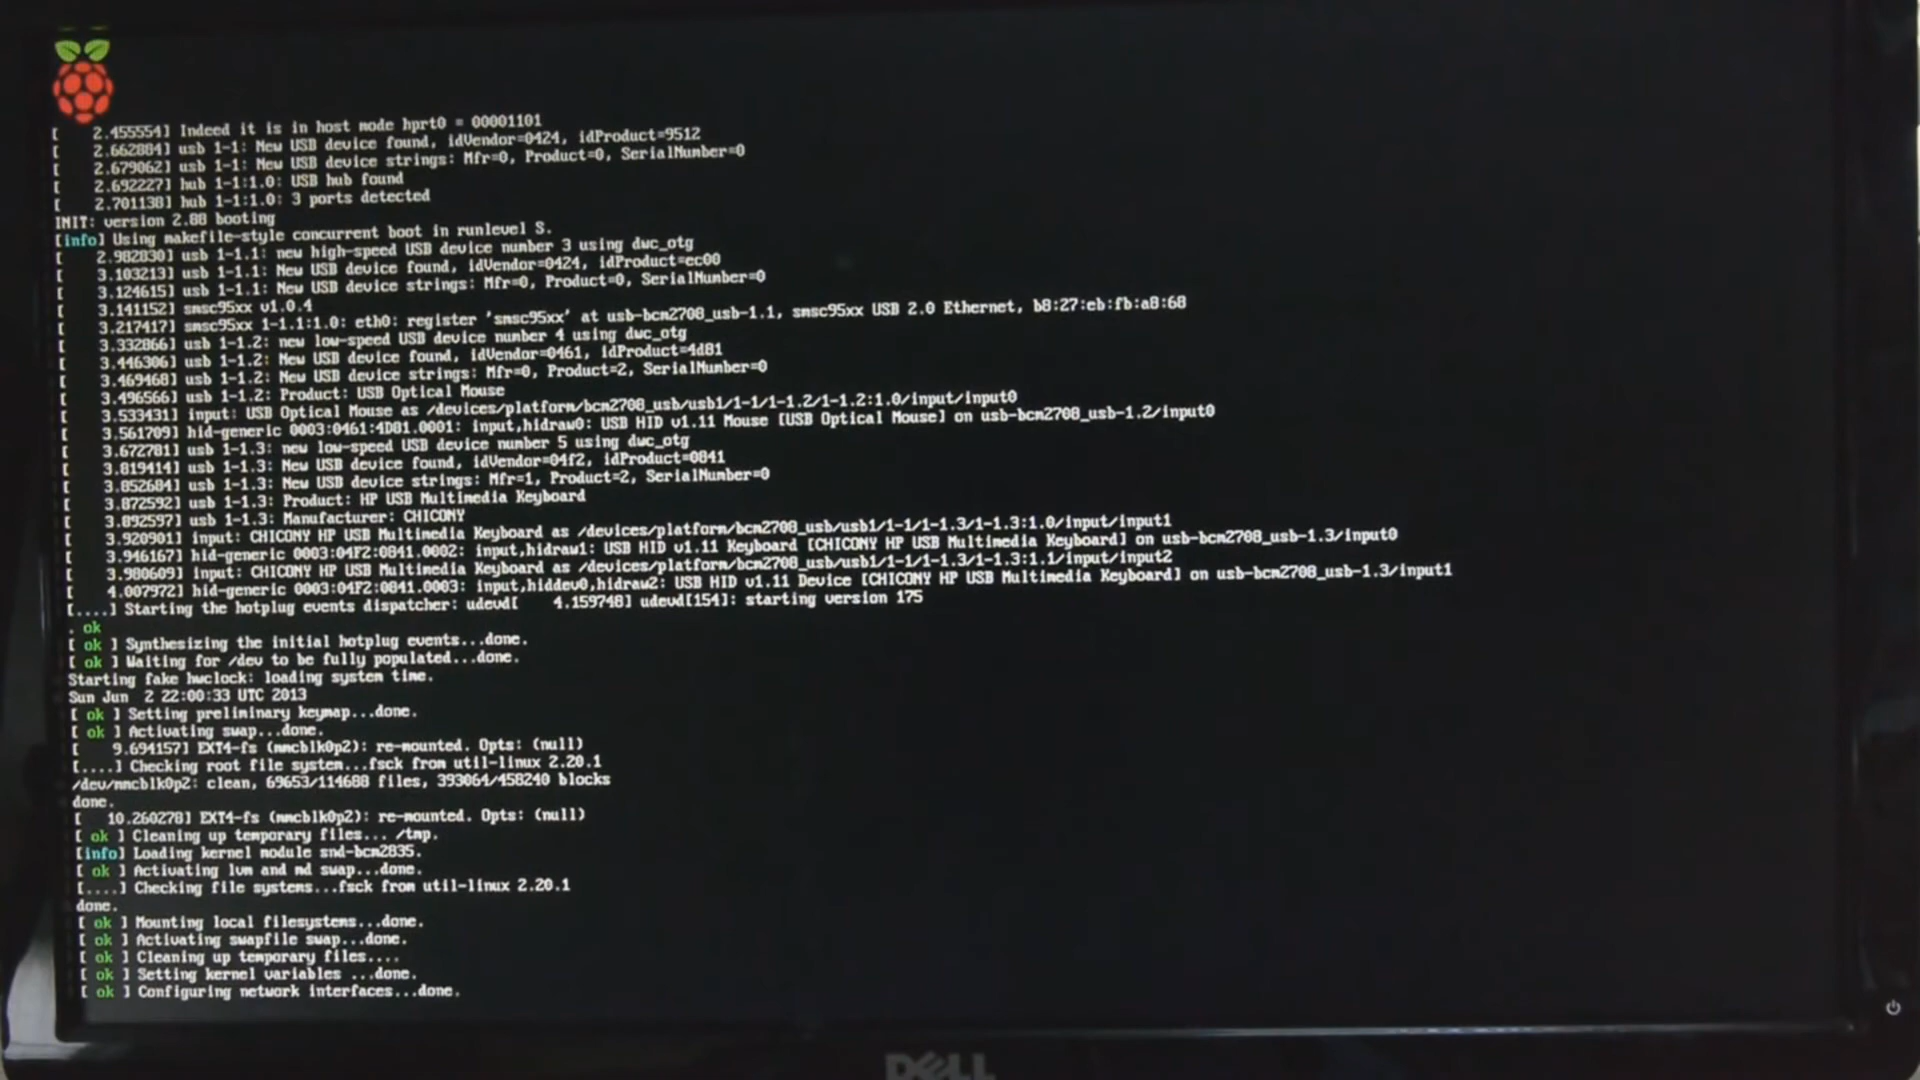 [    2.455554] Indeed it is in host mode hprt0 = 00001101
[    2.662884] usb 1-1: New USB device found, idVendor=0424, idProduct=9512
[    2.679062] usb 1-1: New USB device strings: Mfr=0, Product=0, SerialNumber=0
[    2.692227] hub 1-1:1.0: USB hub found
[    2.701138] hub 1-1:1.0: 3 ports detected
INIT: version 2.88 booting
[info] Using makefile-style concurrent boot in runlevel S.
[    2.982830] usb 1-1.1: new high-speed USB device number 3 using dwc_otg
[    3.103213] usb 1-1.1: New USB device found, idVendor=0424, idProduct=ec00
[    3.124615] usb 1-1.1: New USB device strings: Mfr=0, Product=0, SerialNumber=0
[    3.141152] smsc95xx v1.0.4
[    3.217417] smsc95xx 1-1.1:1.0: eth0: register 'smsc95xx' at usb-bcm2708_usb-1.1, smsc95xx USB 2.0 Ethernet, b8:27:eb:fb:a8:68
[    3.332866] usb 1-1.2: new low-speed USB device number 4 using dwc_otg
[    3.446306] usb 1-1.2: New USB device found, idVendor=0461, idProduct=4d81
[    3.469468] usb 1-1.2: New USB device strings: Mfr=0, Product=2, SerialNumber=0
[    3.496566] usb 1-1.2: Product: USB Optical Mouse
[    3.533431] input: USB Optical Mouse as /devices/platform/bcm2708_usb/usb1/1-1/1-1.2/1-1.2:1.0/input/input0
[    3.561709] hid-generic 0003:0461:4D81.0001: input,hidraw0: USB HID v1.11 Mouse [USB Optical Mouse] on usb-bcm2708_usb-1.2/input0
[    3.672781] usb 1-1.3: new low-speed USB device number 5 using dwc_otg
[    3.819414] usb 1-1.3: New USB device found, idVendor=04f2, idProduct=0841
[    3.852684] usb 1-1.3: New USB device strings: Mfr=1, Product=2, SerialNumber=0
[    3.872592] usb 1-1.3: Product: HP USB Multimedia Keyboard
[    3.892597] usb 1-1.3: Manufacturer: CHICONY
[    3.920901] input: CHICONY HP USB Multimedia Keyboard as /devices/platform/bcm2708_usb/usb1/1-1/1-1.3/1-1.3:1.0/input/input1
[    3.946167] hid-generic 0003:04F2:0841.0002: input,hidraw1: USB HID v1.11 Keyboard [CHICONY HP USB Multimedia Keyboard] on usb-bcm2708_usb-1.3/input0
[    3.980609] input: CHICONY HP USB Multimedia Keyboard as /devices/platform/bcm2708_usb/usb1/1-1/1-1.3/1-1.3:1.1/input/input2
[    4.007972] hid-generic 0003:04F2:0841.0003: input,hiddev0,hidraw2: USB HID v1.11 Device [CHICONY HP USB Multimedia Keyboard] on usb-bcm2708_usb-1.3/input1
[....] Starting the hotplug events dispatcher: udevd[    4.159748] udevd[154]: starting version 175
. ok
[ ok ] Synthesizing the initial hotplug events...done.
[ ok ] Waiting for /dev to be fully populated...done.
Starting fake hwclock: loading system time.
Sun Jun  2 22:00:33 UTC 2013
[ ok ] Setting preliminary keymap...done.
[ ok ] Activating swap...done.
[    9.694157] EXT4-fs (mmcblk0p2): re-mounted. Opts: (null)
[....] Checking root file system...fsck from util-linux 2.20.1
/dev/mmcblk0p2: clean, 69653/114688 files, 393064/458240 blocks
done.
[   10.260278] EXT4-fs (mmcblk0p2): re-mounted. Opts: (null)
[ ok ] Cleaning up temporary files... /tmp.
[info] Loading kernel module snd-bcm2835.
[ ok ] Activating lvm and md swap...done.
[....] Checking file systems...fsck from util-linux 2.20.1
done.
[ ok ] Mounting local filesystems...done.
[ ok ] Activating swapfile swap...done.
[ ok ] Cleaning up temporary files....
[ ok ] Setting kernel variables ...done.
[ ok ] Configuring network interfaces...done.
DELL